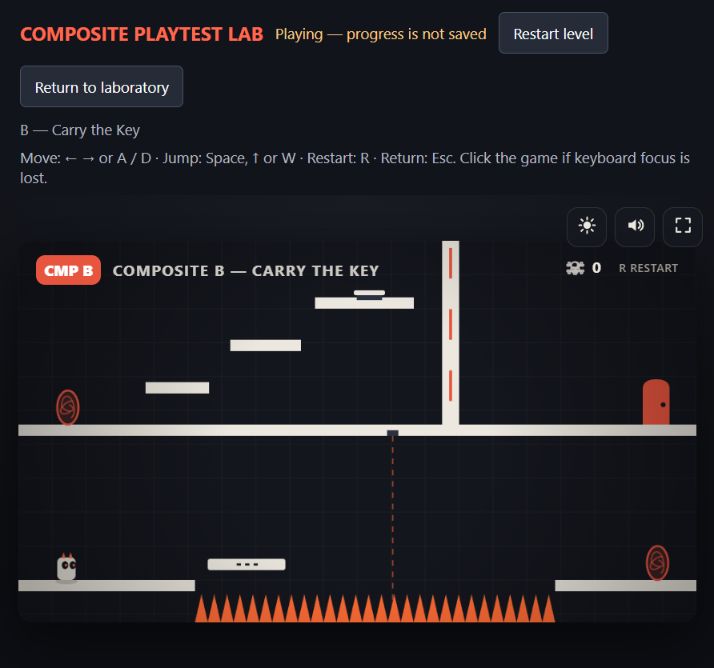 COMPOSITE PLAYTEST LAB Playing — progress is not saved Restart level
Return to laboratory
B — Carry the Key
Move: ← → or A / D · Jump: Space, ↑ or W · Restart: R · Return: Esc. Click the game if keyboard focus is
lost.
CMP B COMPOSITE B — CARRY THE KEY 0 R RESTART